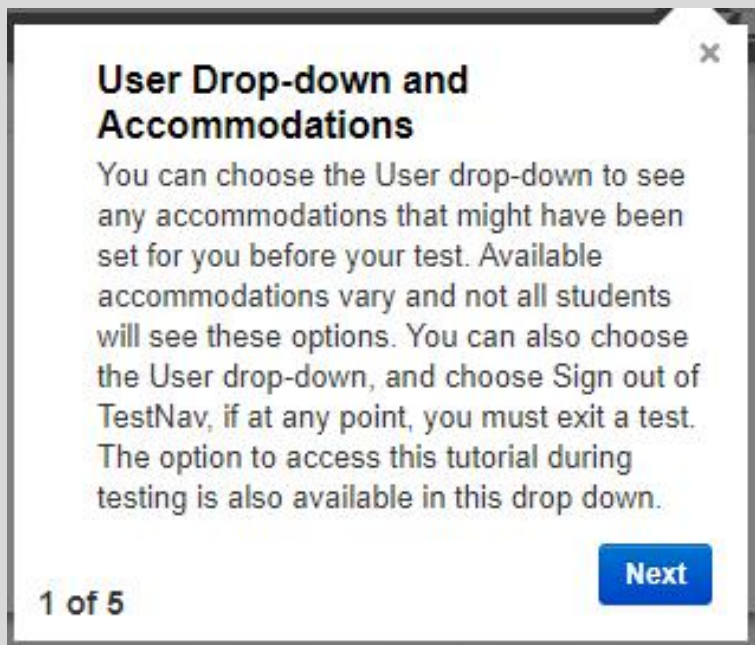 ×
User Drop-down and
Accommodations
You can choose the User drop-down to see
any accommodations that might have been
set for you before your test. Available
accommodations vary and not all students
will see these options. You can also choose
the User drop-down, and choose Sign out of
TestNav, if at any point, you must exit a test.
The option to access this tutorial during
testing is also available in this drop down.
Next
1 of 5